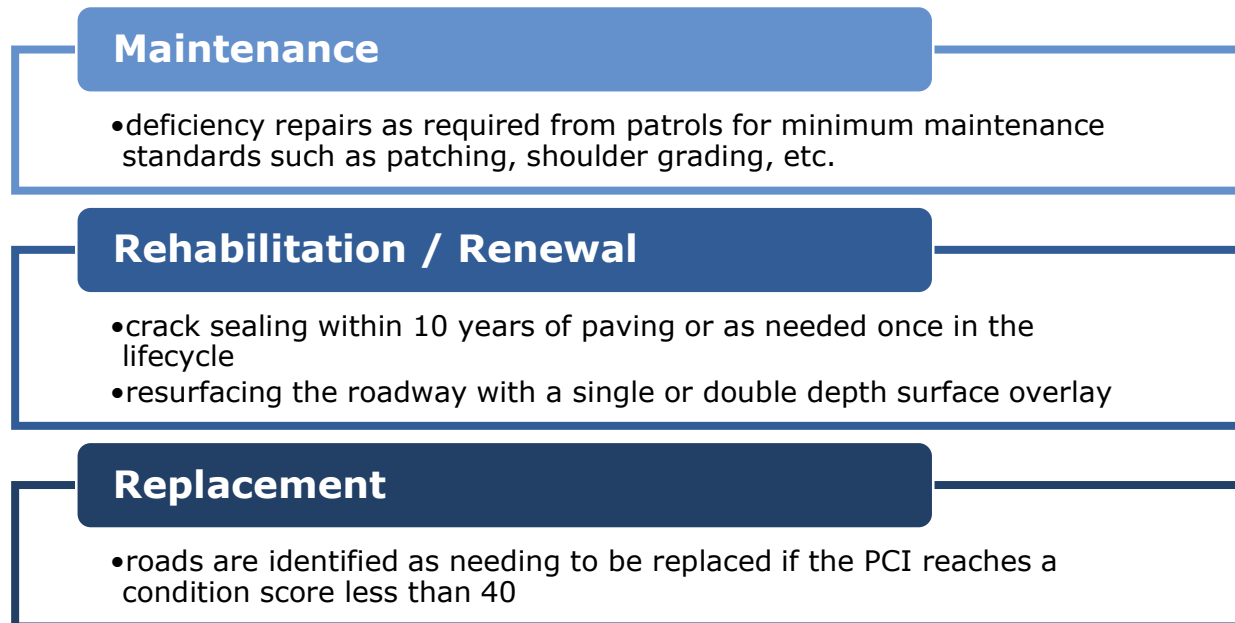 Maintenance
•deficiency repairs as required from patrols for minimum maintenance
standards such as patching, shoulder grading, etc.
Rehabilitation / Renewal
•crack sealing within 10 years of paving or as needed once in the
lifecycle
•resurfacing the roadway with a single or double depth surface overlay
Replacement
•roads are identified as needing to be replaced if the PCI reaches a
condition score less than 40